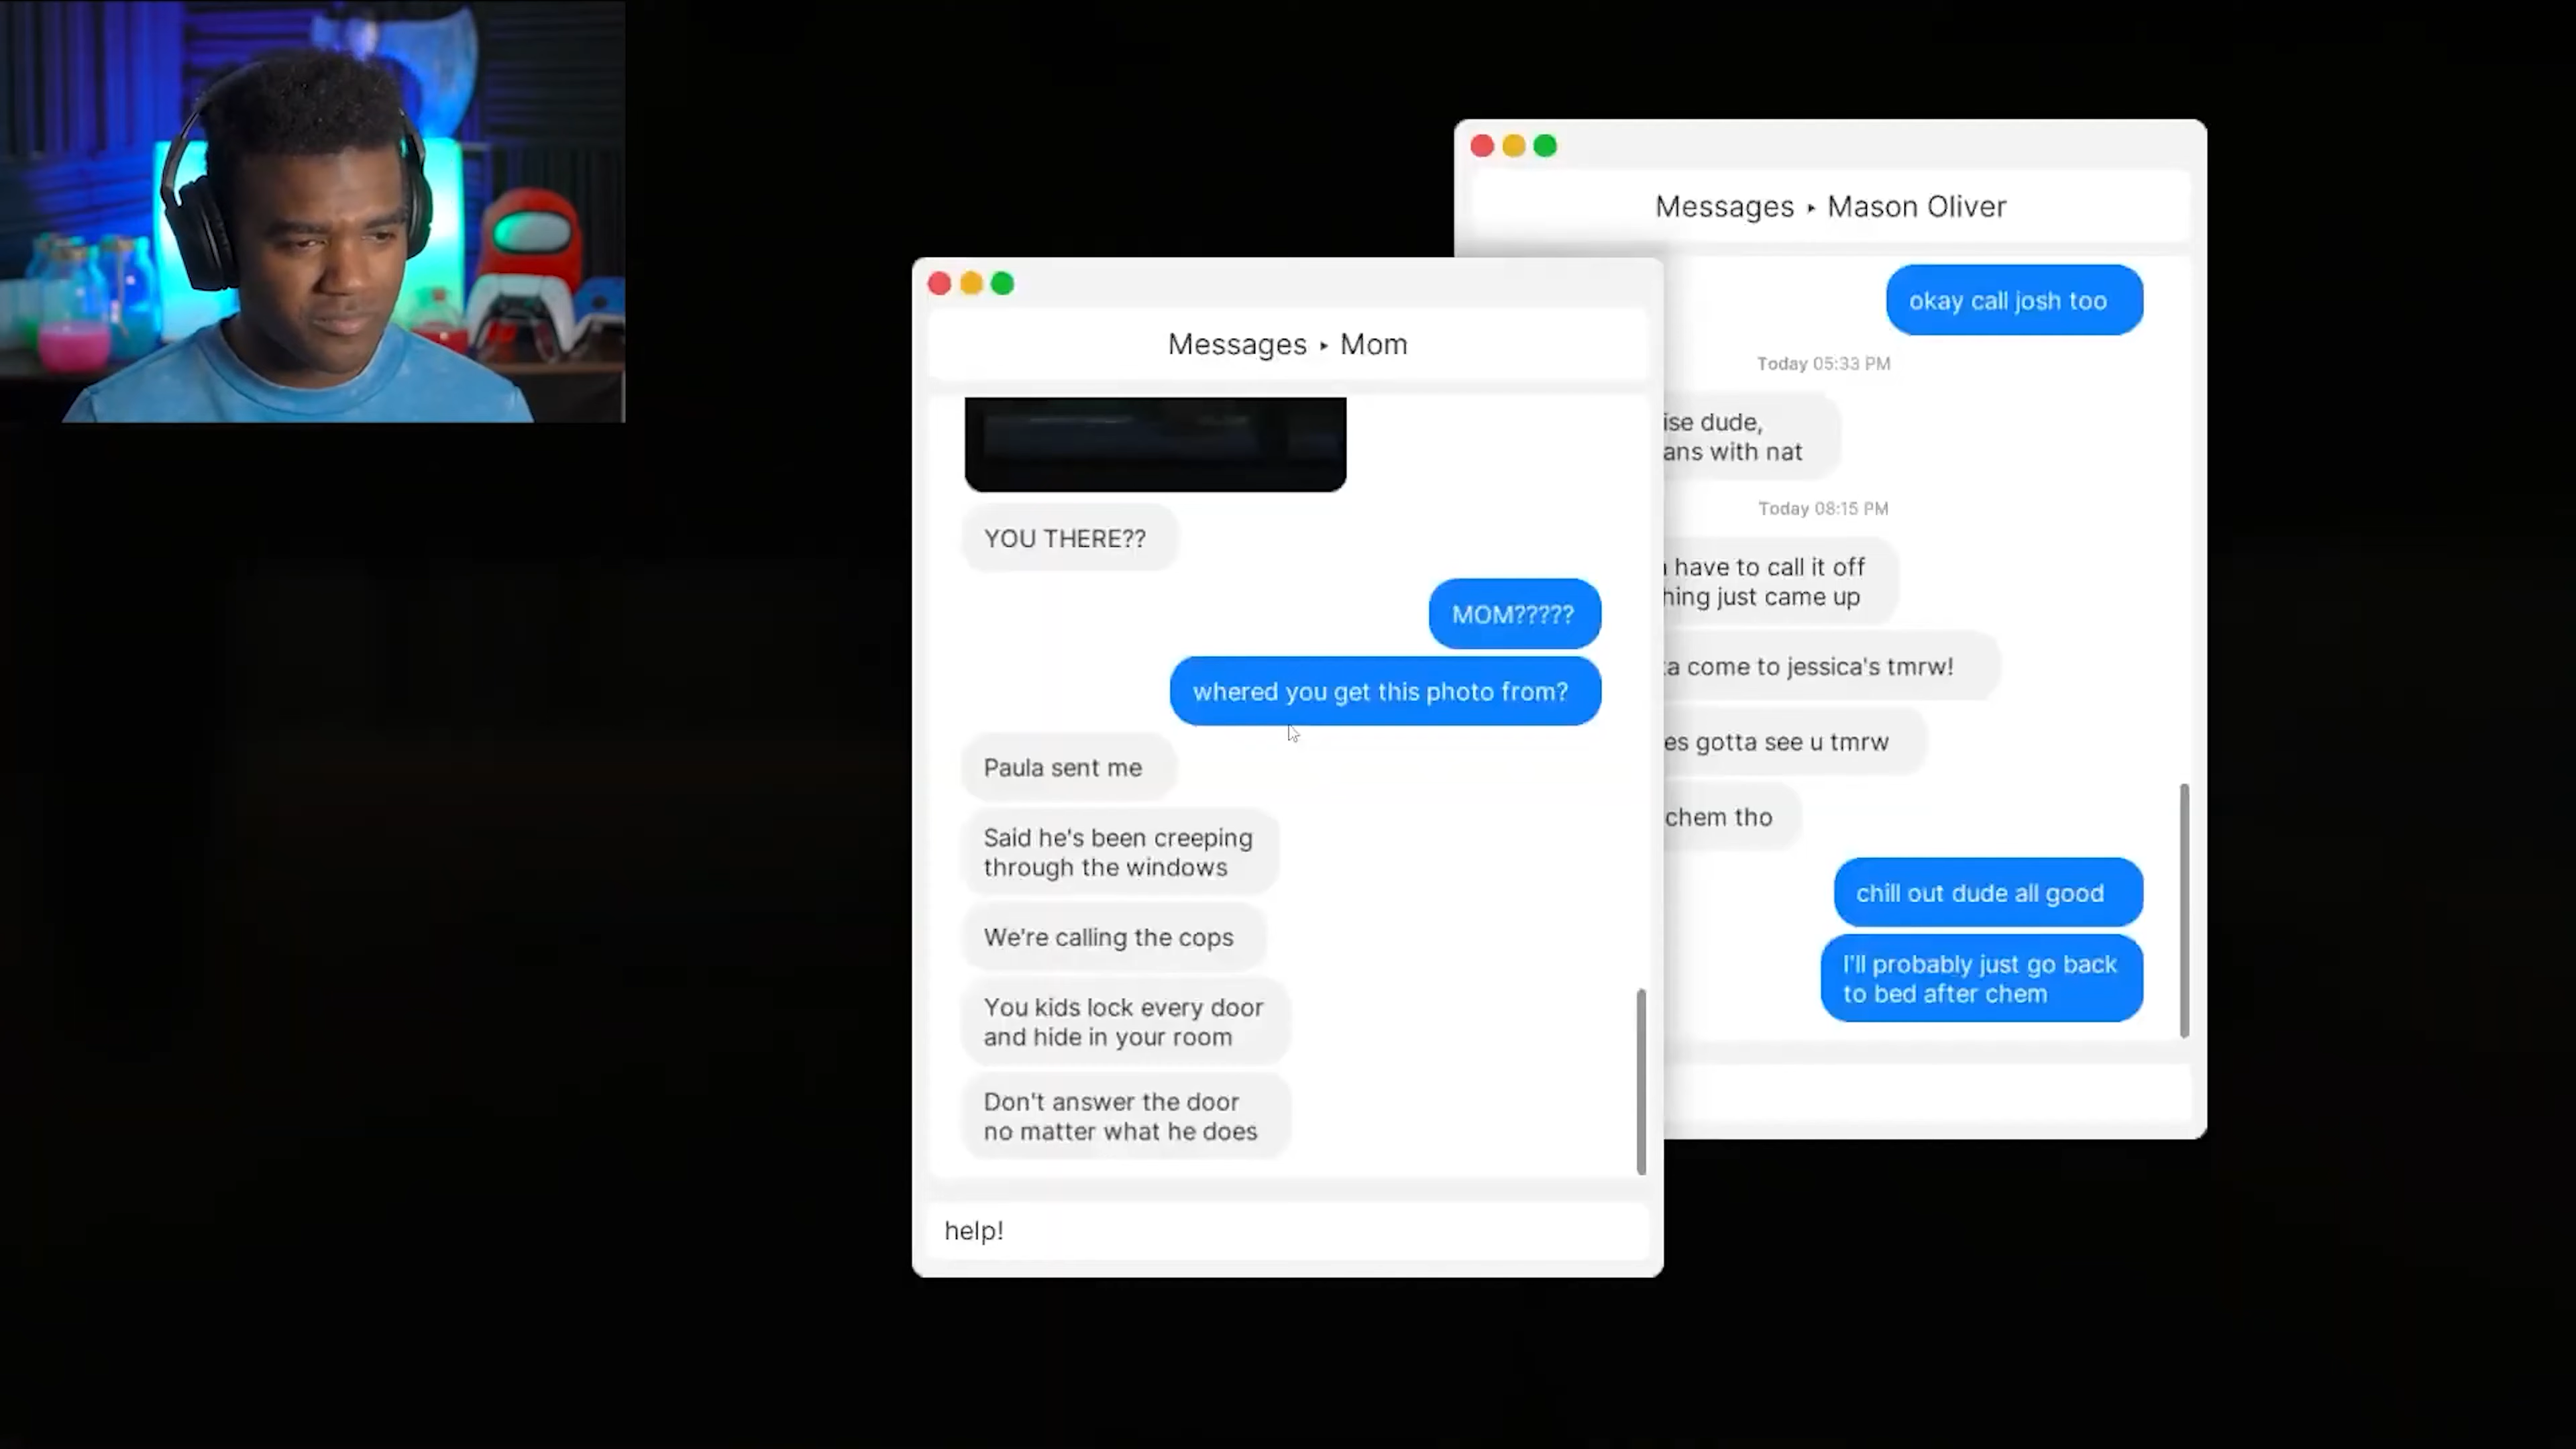 Messages ▸ Mom
YOU THERE??
MOM?????
whered you get this photo from?
Paula sent me
Said he's been creeping
through the windows
We're calling the cops
You kids lock every door
and hide in your room
Don't answer the door
no matter what he does
help!
Messages ▸ Mason Oliver
okay call josh too
Today 05:33 PM
dude,
with nat
Today 08:15 PM
have to call it off
just came up
come to jessica's tmrw!
gotta see u tmrw
chem tho
chill out dude all good
I'll probably just go back
to bed after chem